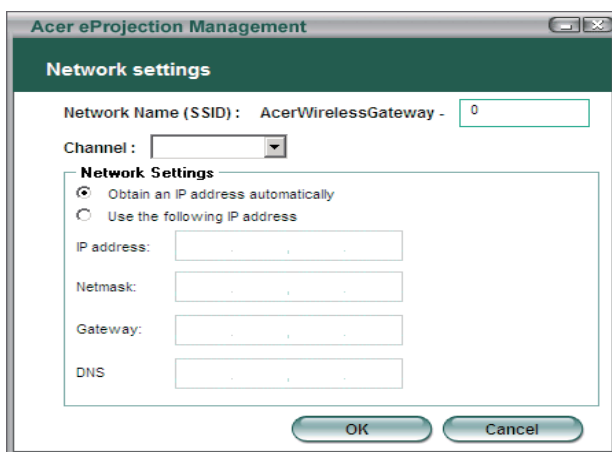 Acer eProjection Management
Network settings
Network Name (SSID) : AcerWirelessGateway - 0
Channel :
Network Settings
Obtain an IP address automatically
Use the following IP address
IP address:
Netmask:
Gateway:
DNS
OK Cancel